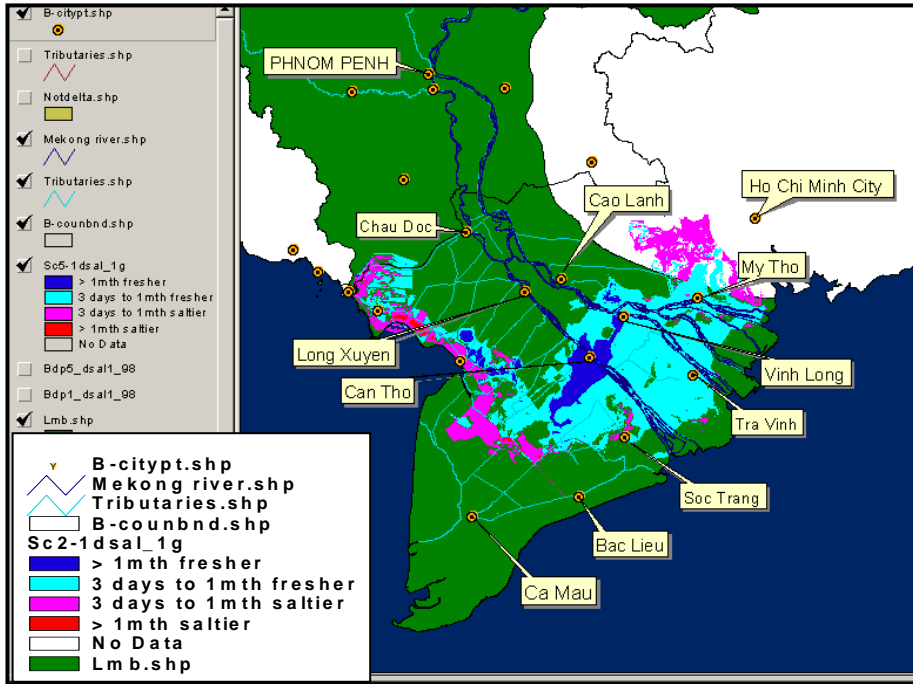 B-citypt.shp
Tributaries.shp
Notdelta.shp
Mekong river.shp
Tributaries.shp
B-counbnd.shp
Sc5-1dsal_1g
> 1mth fresher
3 days to 1mth fresher
3 days to 1mth saltier
> 1mth saltier
No Data
Bdp5_dsal1_98
Bdp1_dsal1_98
Lmb.shp
PHNOM PENH
Ho Chi Minh City
Cao Lanh
Chau Doc
My Tho
Long Xuyen
Vinh Long
Can Tho
Tra Vinh
Soc Trang
Bac Lieu
Ca Mau
Y B-citypt.shp
Mekong river.shp
Tributaries.shp
B-counbnd.shp
Sc2-1dsal_1g
> 1mth fresher
3 days to 1mth fresher
3 days to 1mth saltier
> 1mth saltier
No Data
Lmb.shp